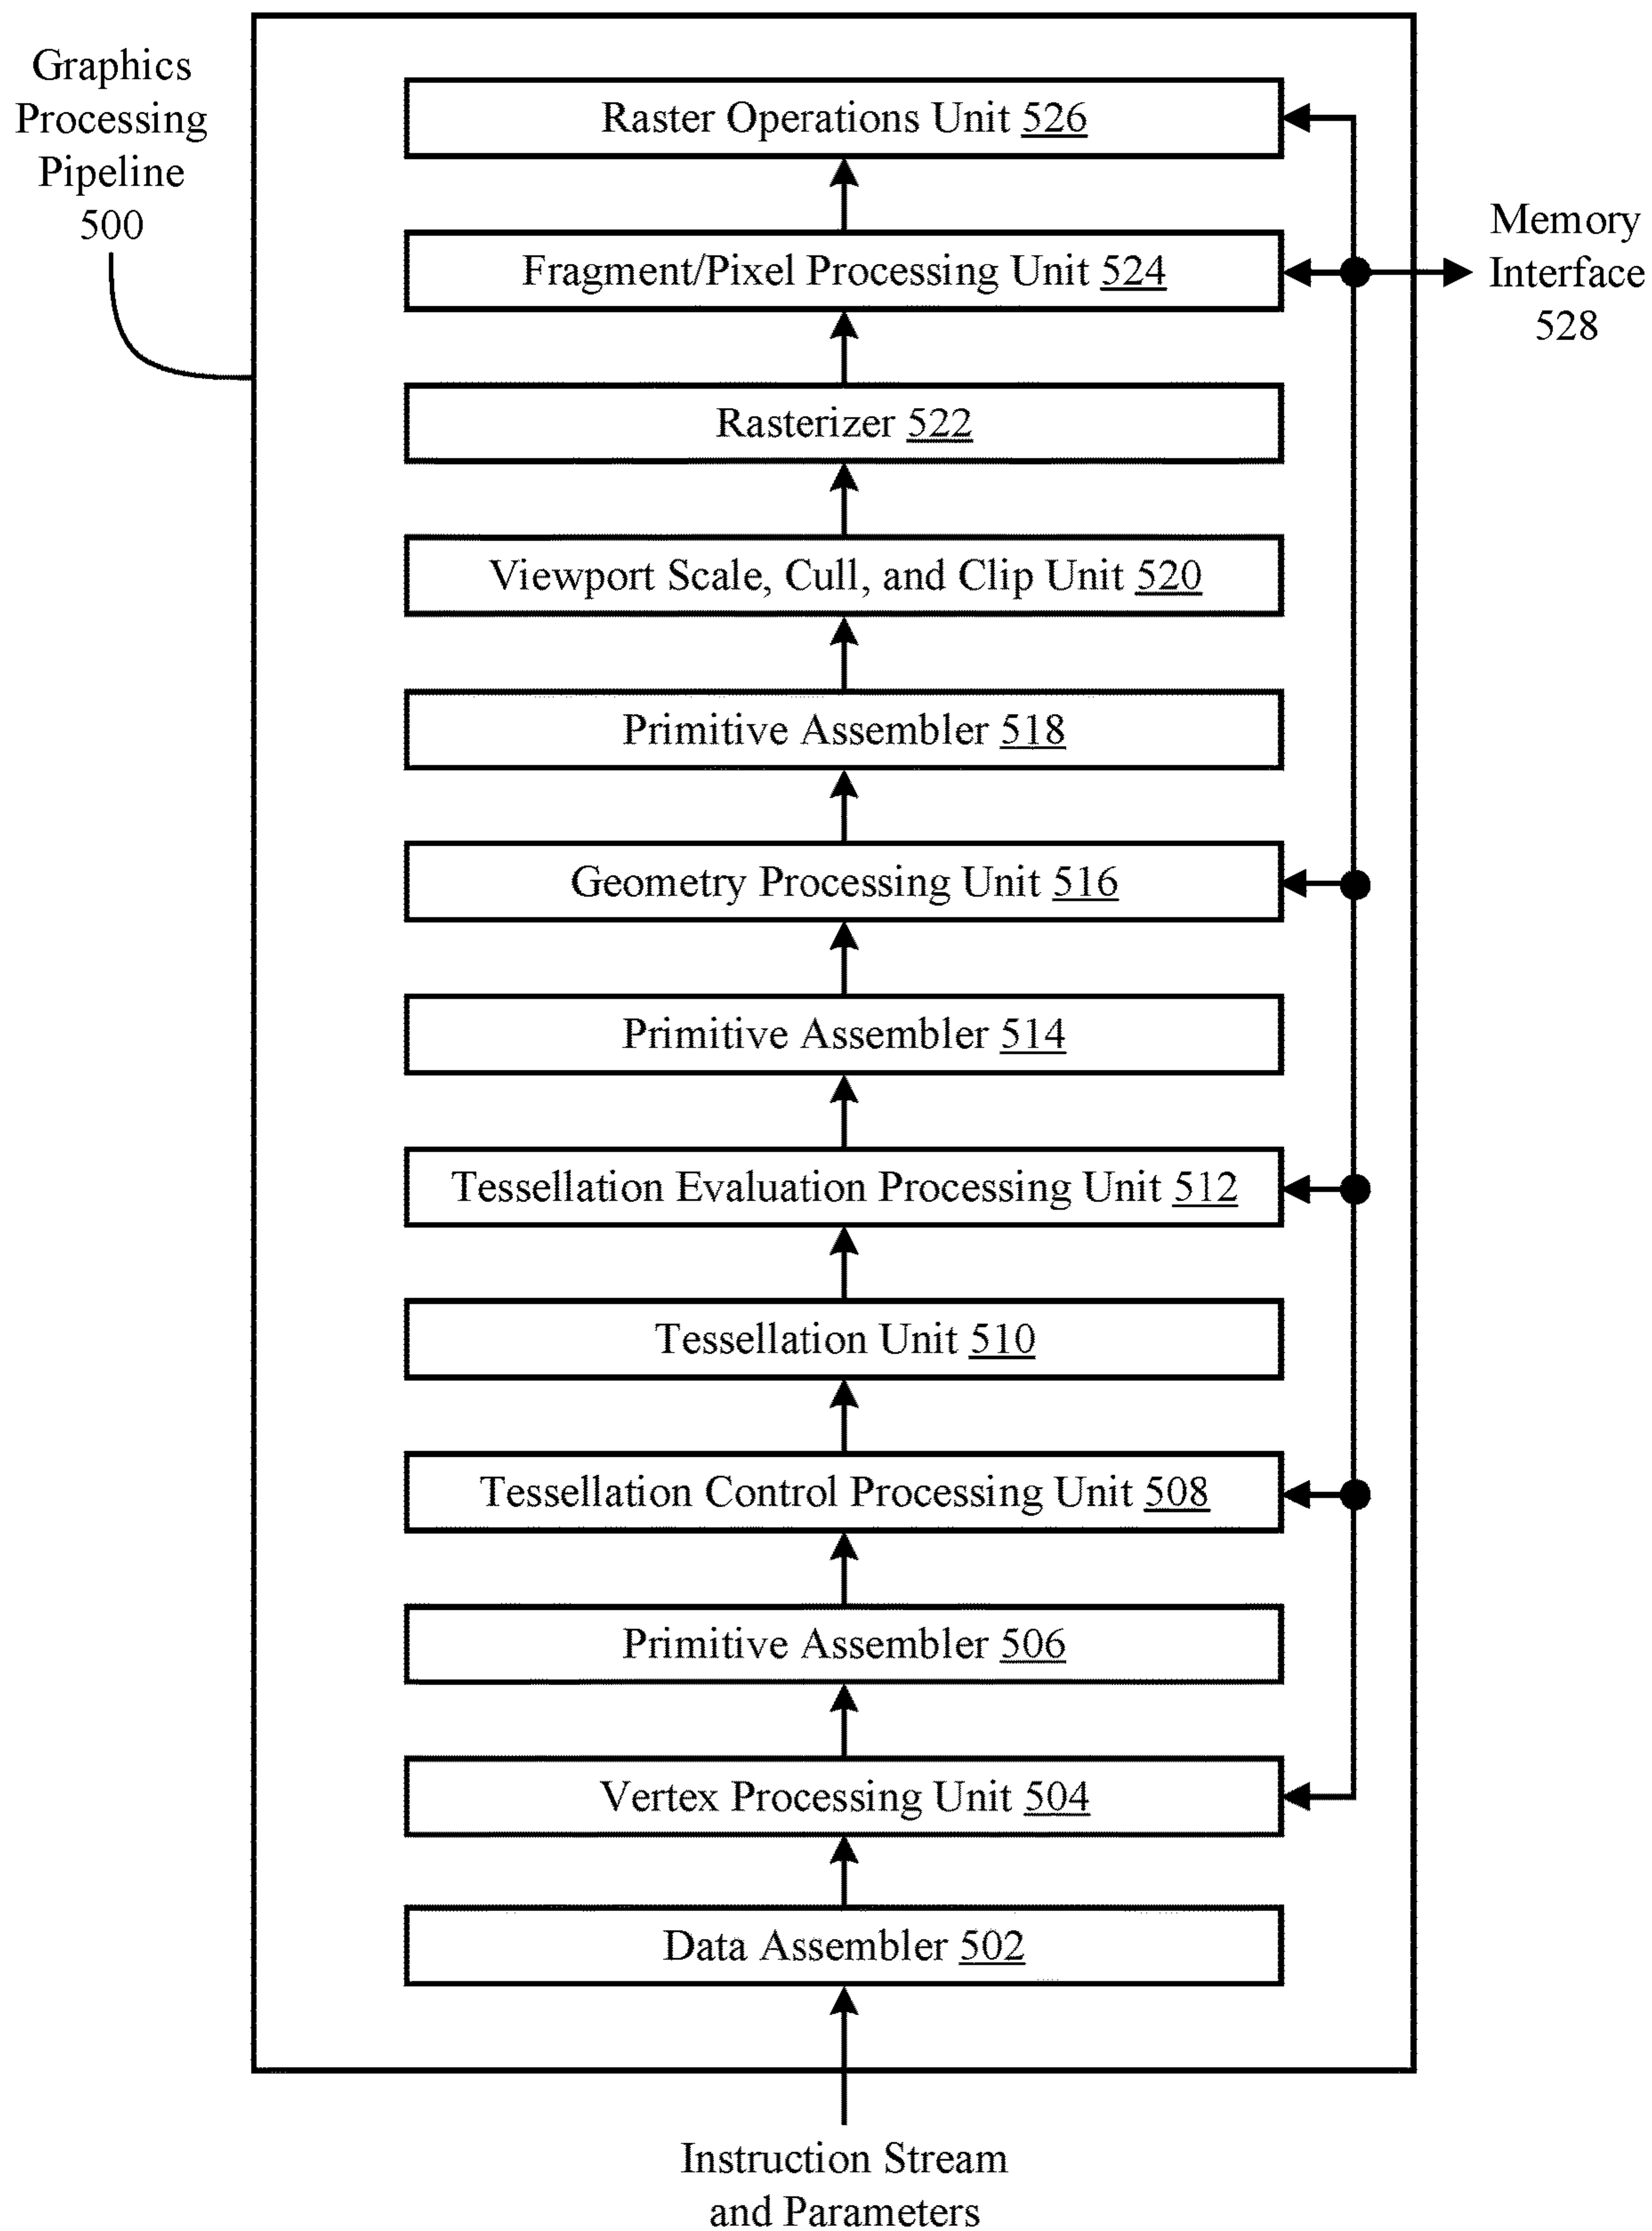 Graphics
Processing
Pipeline
500
Raster Operations Unit 526
Fragment/Pixel Processing Unit 524
Memory
Interface
528
Rasterizer 522
Viewport Scale, Cull, and Clip Unit 520
Primitive Assembler 518
Geometry Processing Unit 516
Primitive Assembler 514
Tessellation Evaluation Processing Unit 512
Tessellation Unit 510
Tessellation Control Processing Unit 508
Primitive Assembler 506
Vertex Processing Unit 504
Data Assembler 502
Instruction Stream
and Parameters